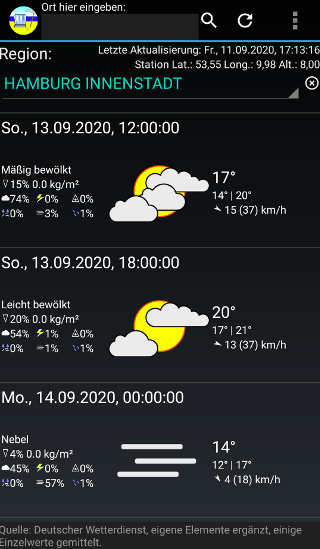 Ort hier eingeben:
Region:
Letzte Aktualisierung: Fr., 11.09.2020, 17:13:16
Station Lat.: 53,55 Long.: 9,98 Alt.: 8,00
HAMBURG INNENSTADT
So., 13.09.2020, 12:00:00
Mäßig bewölkt
15% 0.0 kg/m²
74% 0% 0%
0% 3% 1%
17°
14° | 20°
15 (37) km/h
So., 13.09.2020, 18:00:00
Leicht bewölkt
20% 0.0 kg/m²
54% 1% 0%
0% 1% 1%
20°
17° | 21°
13 (37) km/h
Mo., 14.09.2020, 00:00:00
Nebel
4% 0.0 kg/m²
45% 0% 0%
0% 57% 1%
14°
12° | 17°
4 (18) km/h
Quelle: Deutscher Wetterdienst, eigene Elemente ergänzt, einige
Einzelwerte gemittelt.